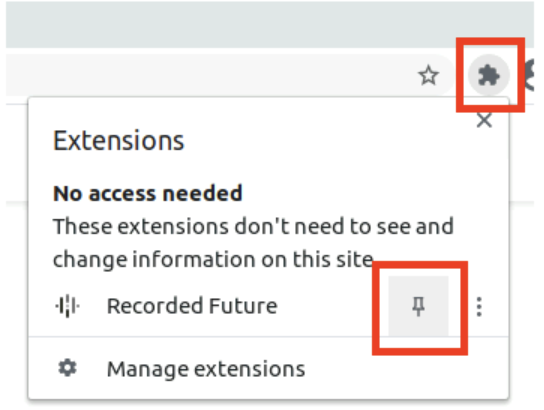 Extensions
No access needed
These extensions don't need to see and
change information on this site
Recorded Future
Manage extensions